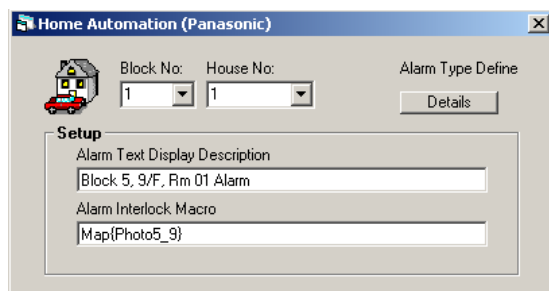 Home Automation (Panasonic)
Block No: House No: Alarm Type Define
1 1 Details
Setup
Alarm Text Display Description
Block 5, 9/F, Rm 01 Alarm
Alarm Interlock Macro
Map{Photo5_9}